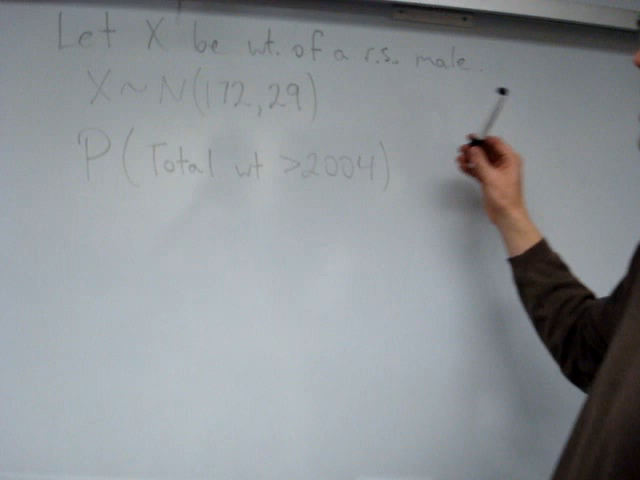 Let X be wt. of a r.s. male.
X ~ N(172,29)
P(Total wt >2004)